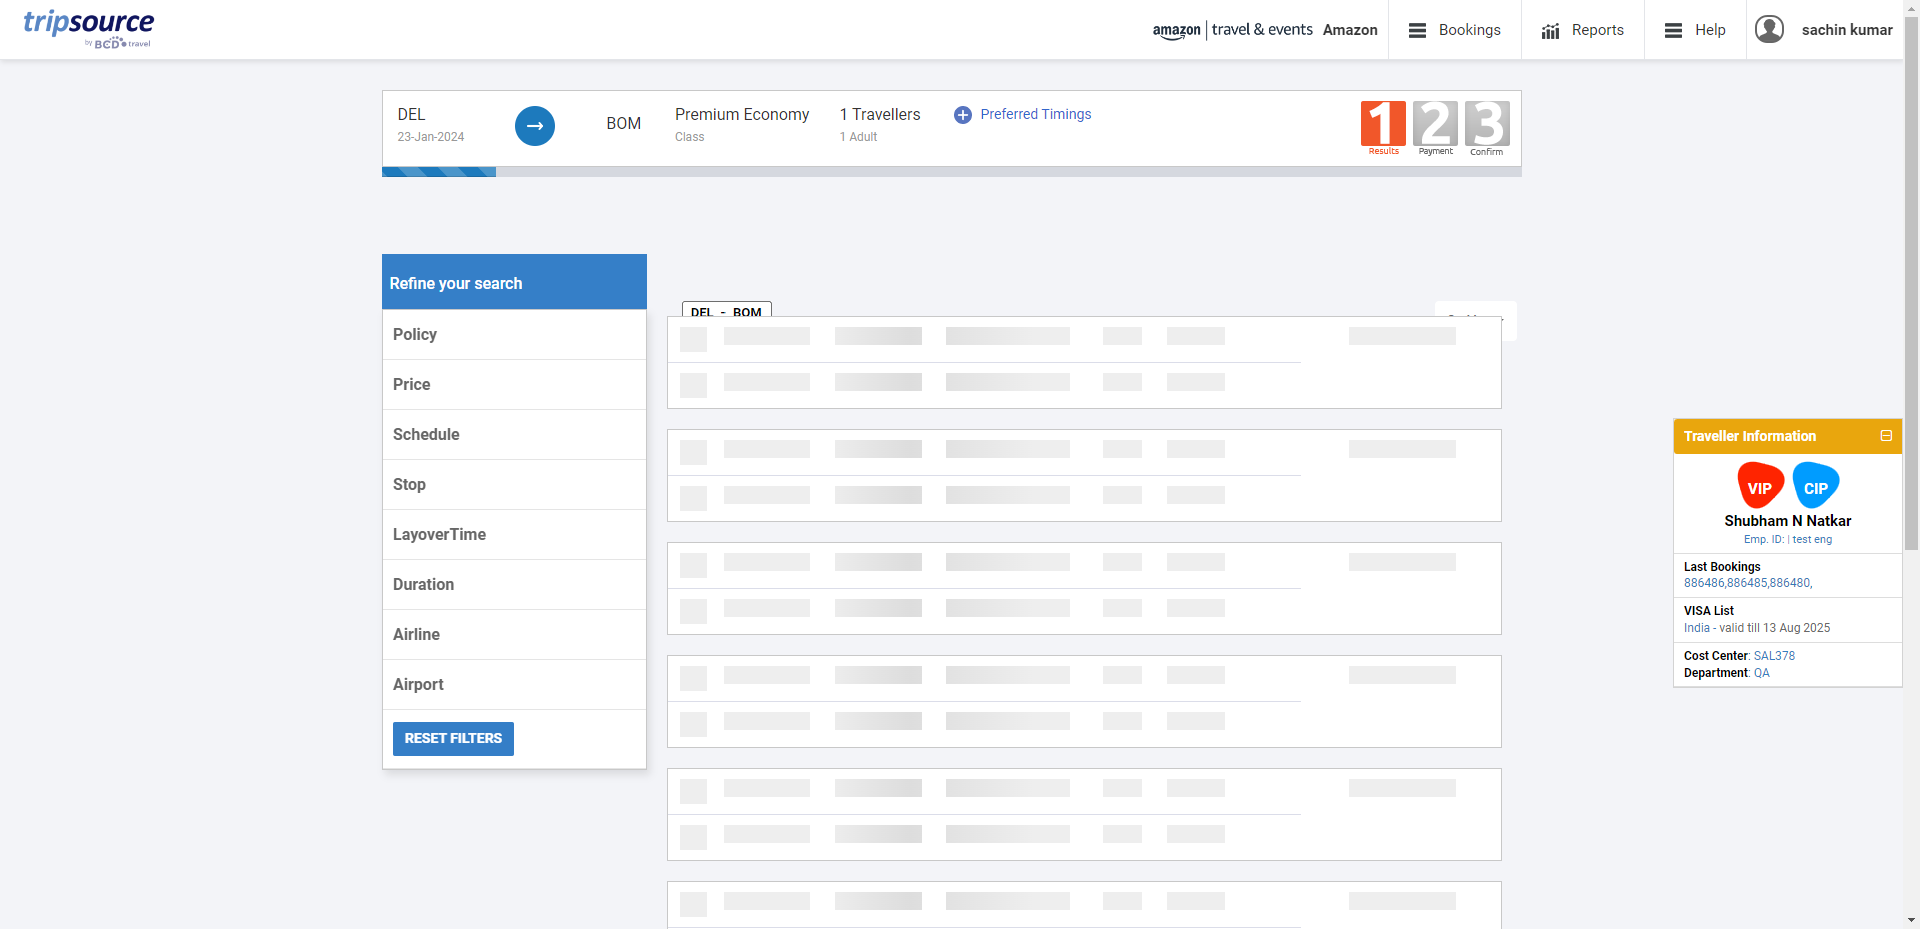 tripsource
by BCD travel
amazon | travel & events Amazon
Bookings
Reports
Help
sachin kumar
DEL
23-Jan-2024
BOM
Premium Economy
Class
1 Travellers
1 Adult
Preferred Timings
1
Results
2
Payment
3
Confirm
Refine your search
Policy
Price
Schedule
Stop
LayoverTime
Duration
Airline
Airport
RESET FILTERS
DEL - BOM
Traveller Information
VIP
CIP
Shubham N Natkar
Emp. ID: | test eng
Last Bookings
886486,886485,886480,
VISA List
India - valid till 13 Aug 2025
Cost Center: SAL378
Department: QA